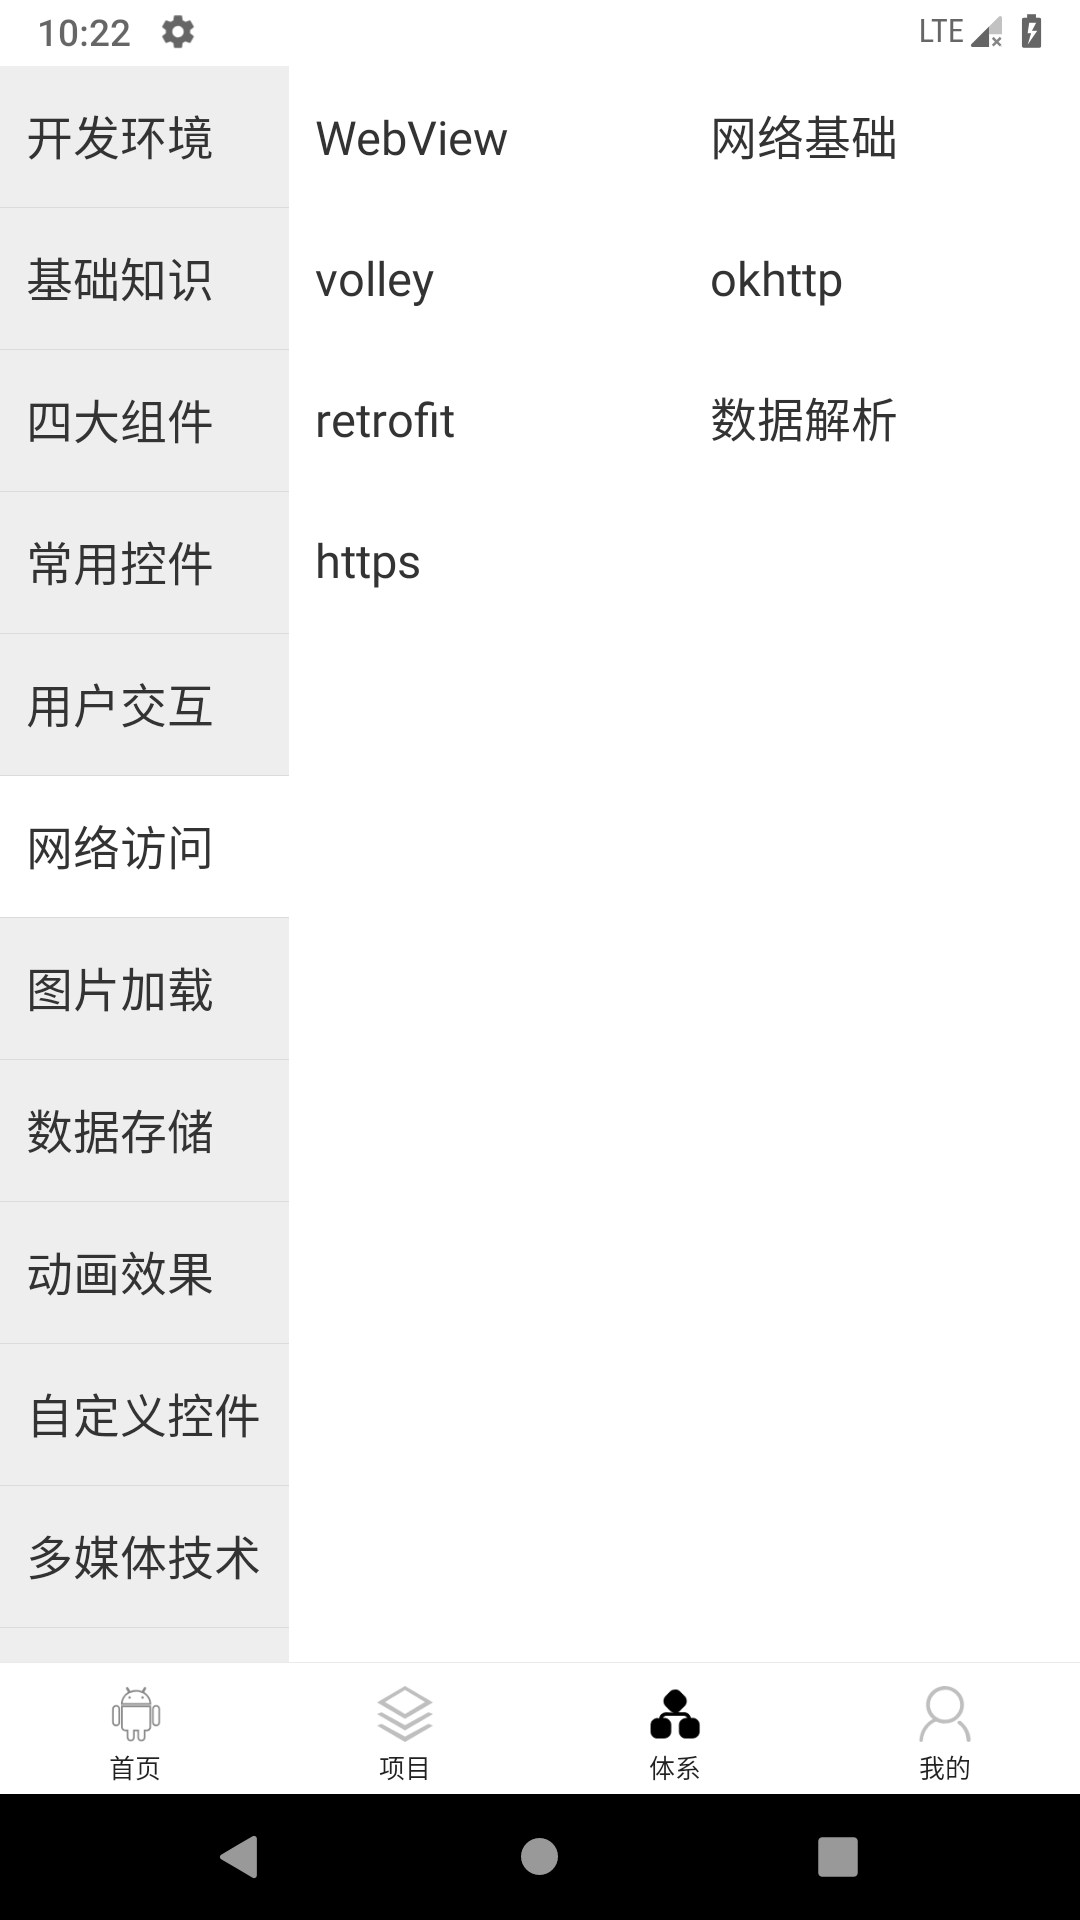 10:22
LTE
开发环境
基础知识
四大组件
常用控件
用户交互
网络访问
图片加载
数据存储
动画效果
自定义控件
多媒体技术
WebView 网络基础
volley okhttp
retrofit 数据解析
https
首页 项目 体系 我的